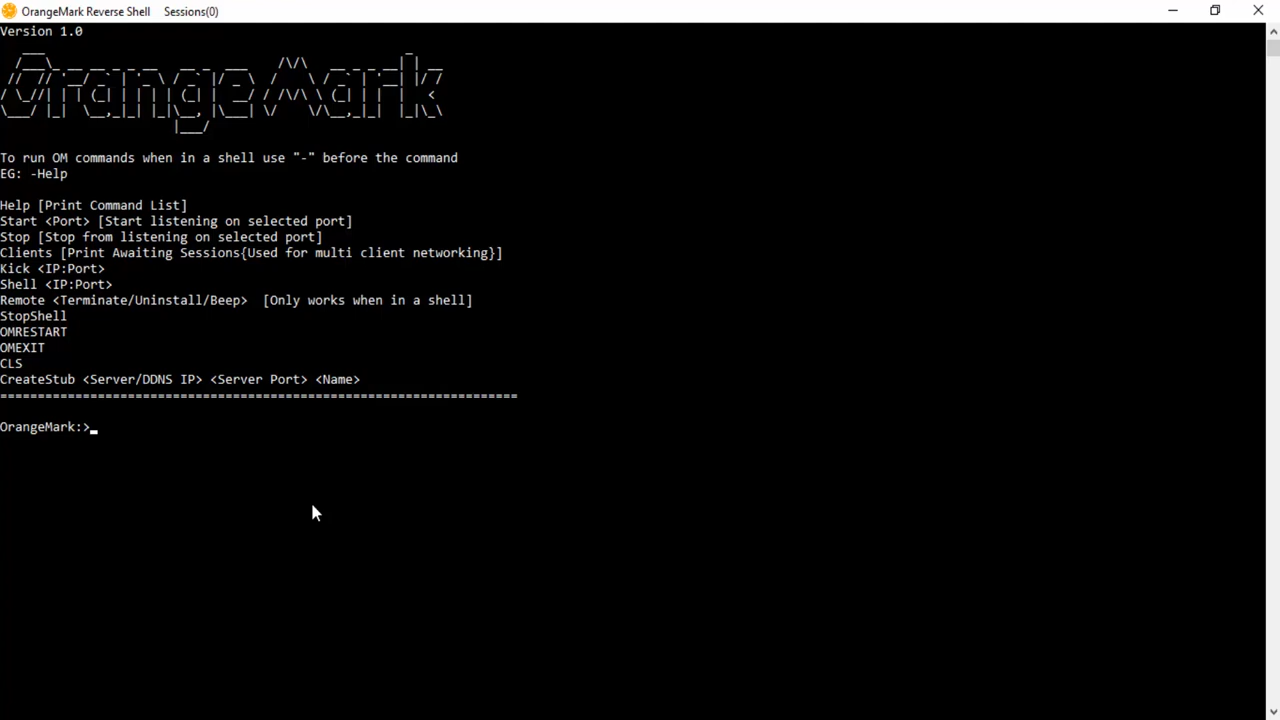 OrangeMark Reverse Shell Sessions(0)
Version 1.0
OrangeMark
To run OM commands when in a shell use "-" before the command
EG: -Help
Help [Print Command List]
Start <Port> [Start listening on selected port]
Stop [Stop from listening on selected port]
Clients [Print Awaiting Sessions{Used for multi client networking}]
Kick <IP:Port>
Shell <IP:Port>
Remote <Terminate/Uninstall/Beep>  [Only works when in a shell]
StopShell
OMRESTART
OMEXIT
CLS
CreateStub <Server/DDNS IP> <Server Port> <Name>
=====================================================================
OrangeMark:>